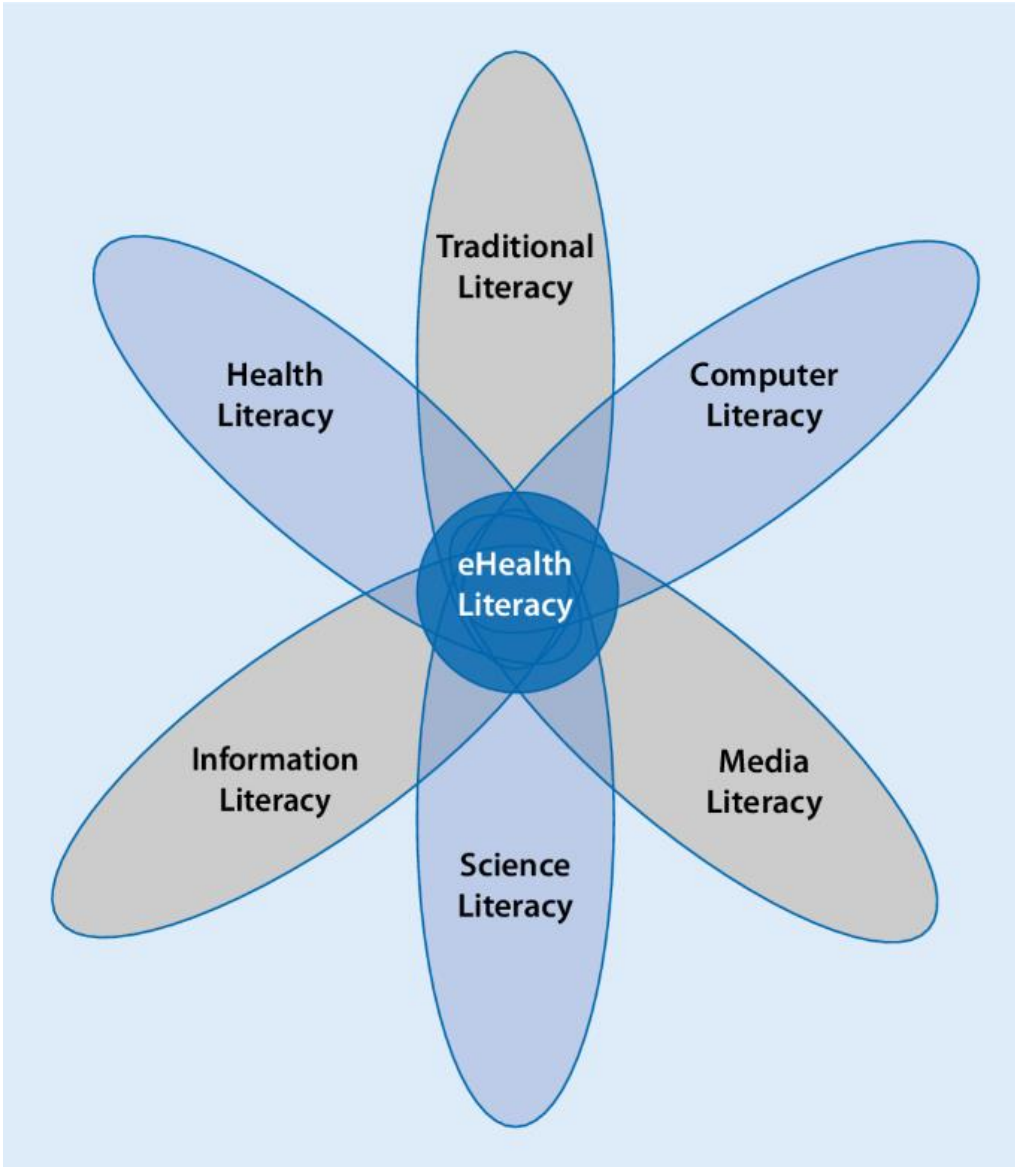 Traditional
Literacy
Health
Literacy
Computer
Literacy
eHealth
Literacy
Information
Literacy
Media
Literacy
Science
Literacy